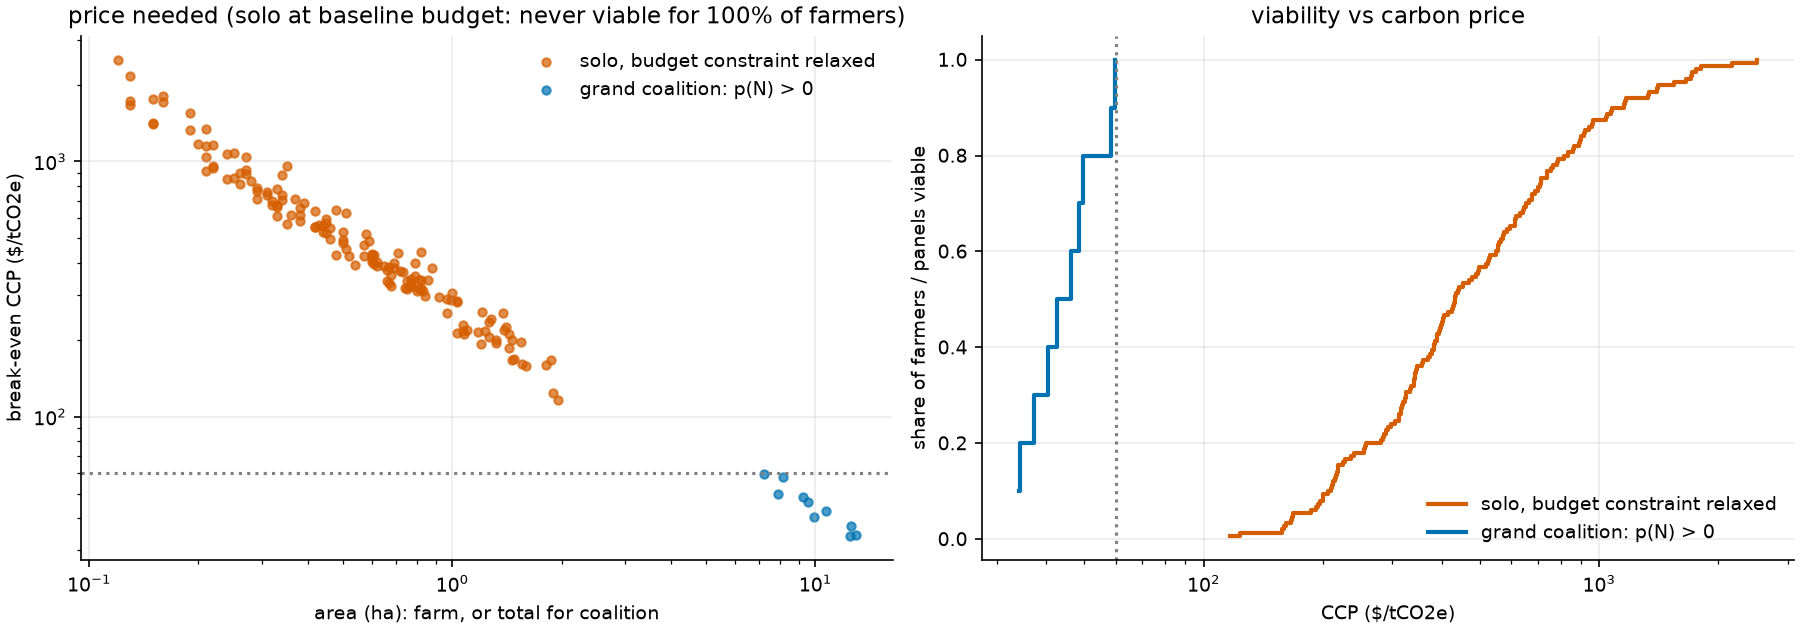 price needed (solo at baseline budget: never viable for 100% of farmers)
solo, budget constraint relaxed
grand coalition: p(N) > 0
break-even CCP ($/tCO2e)
10³
10²
10⁻¹
10⁰
10¹
area (ha): farm, or total for coalition
viability vs carbon price
share of farmers / panels viable
1.0
0.8
0.6
0.4
0.2
0.0
solo, budget constraint relaxed
grand coalition: p(N) > 0
10²
10³
CCP ($/tCO2e)